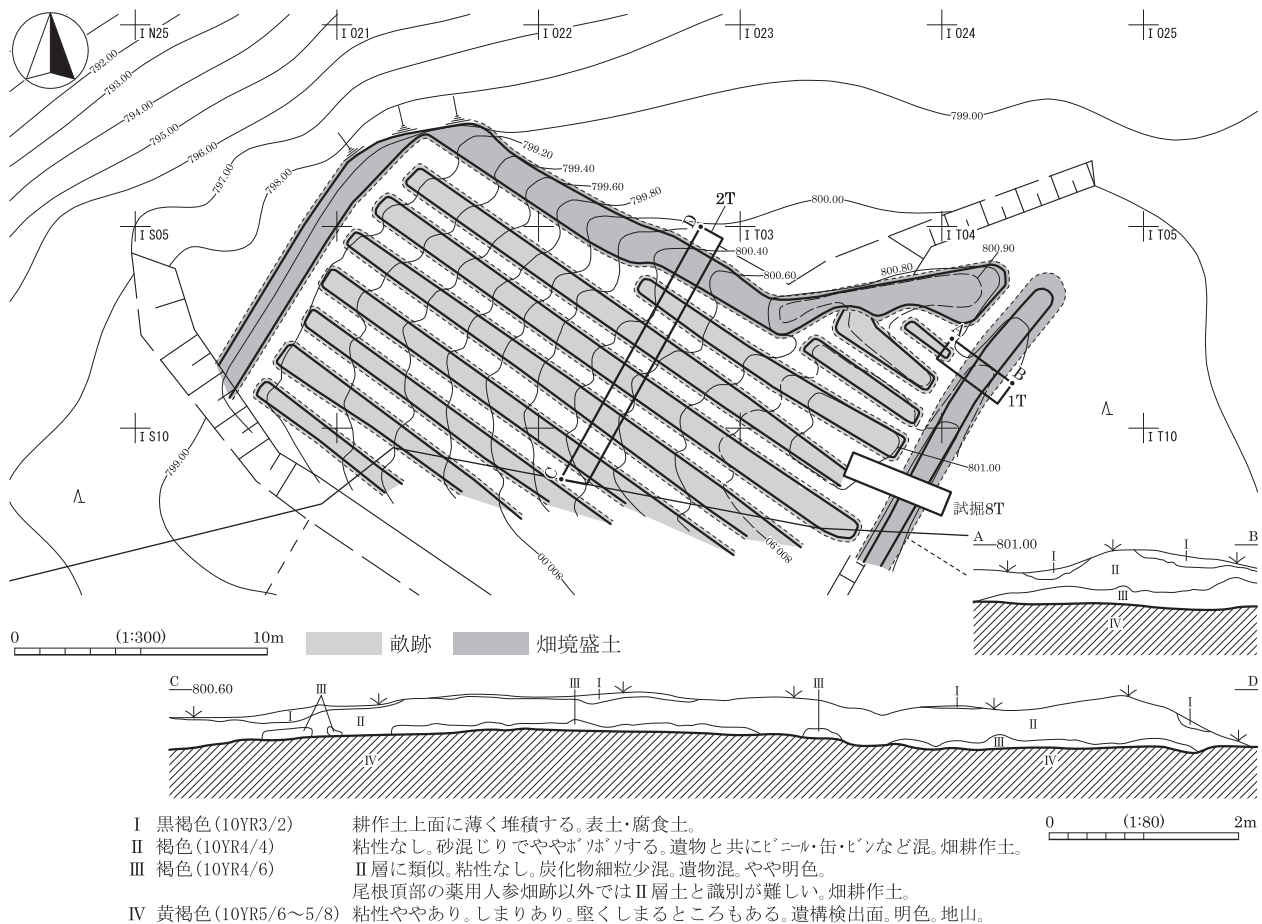 I N25
I O21
I O22
I O23
I O24
I O25
792.00
793.00
794.00
795.00
796.00
797.00
798.00
799.00
799.20
799.40
799.60
799.80
800.00
2T
D
I S05
I T03
I T04
I T05
800.40
800.60
800.80
800.90
A
B
1T
I S10
I T10
799.00
C
801.00
試掘8T
800.00
800.90
A 801.00 B
I
I
II
III
IV
0 (1:300) 10m
畝跡
畑境盛土
C 800.60 D
III
III
I
III
I
I
I
II
II
III
IV
IV
I 黒褐色(10YR3/2) 耕作土上面に薄く堆積する。表土・腐食土。
II 褐色(10YR4/4) 粘性なし。砂混じりでややボソボソする。遺物と共にビニール・缶・ビンなど混。畑耕作土。
III 褐色(10YR4/6) II層に類似。粘性なし。炭化物細粒少混。遺物混。やや明色。
尾根頂部の薬用人参畑跡以外ではII層土と識別が難しい。畑耕作土。
IV 黄褐色(10YR5/6～5/8) 粘性ややあり。しまりあり。堅くしまるところもある。遺構検出面。明色。地山。
0 (1:80) 2m